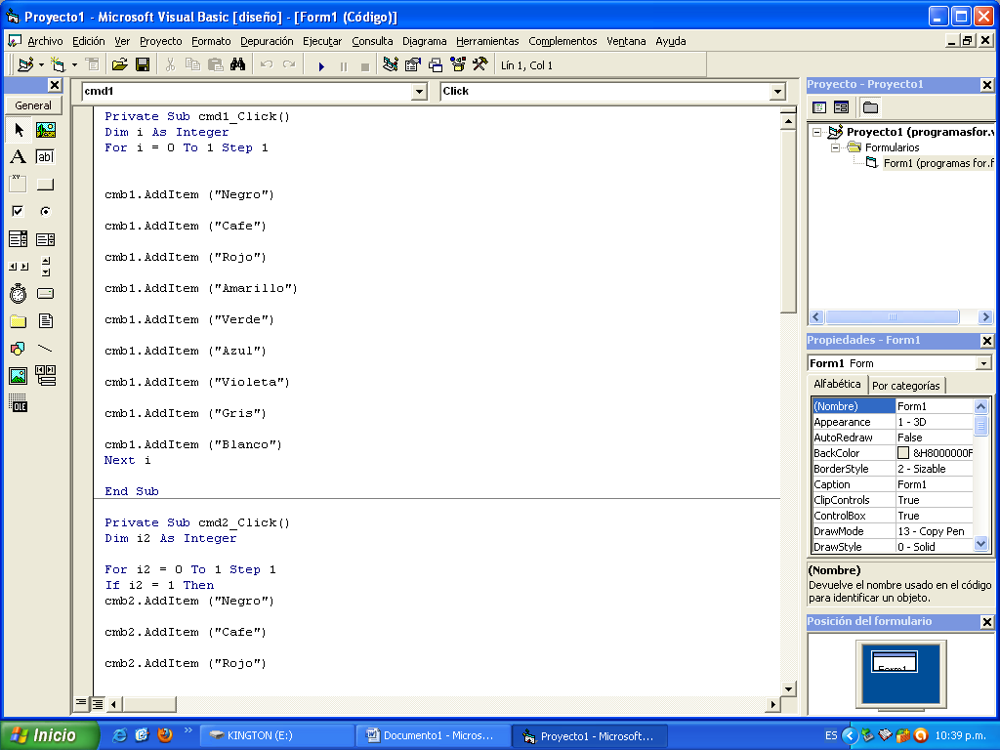 Proyecto1 - Microsoft Visual Basic [diseño] - [Form1 (Código)]
Archivo Edición Ver Proyecto Formato Depuración Ejecutar Consulta Diagrama Herramientas Complementos Ventana Ayuda
Lín 1, Col 1
General
A
ab|
xy
OLE
cmd1
Click
Private Sub cmd1_Click()
Dim i As Integer
For i = 0 To 1 Step 1
cmb1.AddItem ("Negro")
cmb1.AddItem ("Cafe")
cmb1.AddItem ("Rojo")
cmb1.AddItem ("Amarillo")
cmb1.AddItem ("Verde")
cmb1.AddItem ("Azul")
cmb1.AddItem ("Violeta")
cmb1.AddItem ("Gris")
cmb1.AddItem ("Blanco")
Next i
End Sub
Private Sub cmd2_Click()
Dim i2 As Integer
For i2 = 0 To 1 Step 1
If i2 = 1 Then
cmb2.AddItem ("Negro")
cmb2.AddItem ("Cafe")
cmb2.AddItem ("Rojo")
Proyecto - Proyecto1
Proyecto1 (programasfor.v
Formularios
Form1 (programas for.f
Propiedades - Form1
Form1 Form
Alfabética Por categorías
(Nombre) Form1
Appearance 1 - 3D
AutoRedraw False
BackColor &H8000000F
BorderStyle 2 - Sizable
Caption Form1
ClipControls True
ControlBox True
DrawMode 13 - Copy Pen
DrawStyle 0 - Solid
(Nombre)
Devuelve el nombre usado en el código
para identificar un objeto.
Posición del formulario
Form1
Inicio
KINGTON (E:)
Documento1 - Micros...
Proyecto1 - Microsoft...
ES
10:39 p.m.